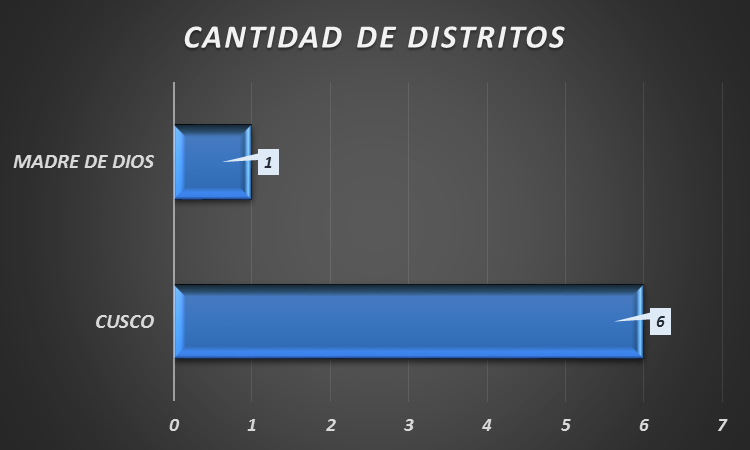 CANTIDAD DE DISTRITOS
MADRE DE DIOS
1
CUSCO
6
0 1 2 3 4 5 6 7